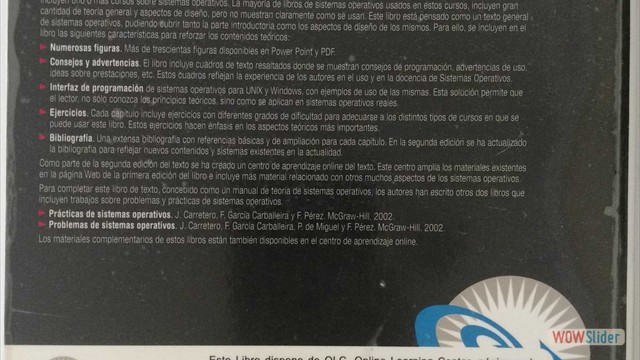 incluyen uno o más cursos sobre sistemas operativos. La mayoría de libros de sistemas operativos usados en estos cursos, incluyen gran
cantidad de teoría general y aspectos de diseño, pero no muestran claramente como se usan. Este libro está pensado como un texto general
de sistemas operativos, pudiendo cubrir tanto la parte introductoria como los aspectos de diseño de los mismos. Para ello, se incluyen en el
libro las siguientes características para reforzar los contenidos teóricos:
Numerosas figuras. Más de trescientas figuras disponibles en Power Point y PDF.
Consejos y advertencias. El libro incluye cuadros de texto resaltados donde se muestran consejos de programación, advertencias de uso,
ideas sobre prestaciones, etc. Estos cuadros reflejan la experiencia de los autores en el uso y en la docencia de Sistemas Operativos.
Interfaz de programación de sistemas operativos para UNIX y Windows, con ejemplos de uso de las mismas. Esta solución permite que
el lector, no sólo conozca los principios teóricos, sino como se aplican en sistemas operativos reales.
Ejercicios. Cada capítulo incluye ejercicios con diferentes grados de dificultad para adecuarse a los distintos tipos de cursos en que se
puede usar este libro. Estos ejercicios hacen énfasis en los aspectos teóricos más importantes.
Bibliografía. Una extensa bibliografía con referencias básicas y de ampliación para cada capítulo. En la segunda edición se ha actualizado
la bibliografía para reflejar nuevos contenidos y sistemas existentes en la actualidad.
Como parte de la segunda edición del texto se ha creado un centro de aprendizaje online del texto. Este centro amplía los materiales existentes
en la página Web de la primera edición del libro e incluye más material relacionado con otros muchos aspectos de los sistemas operativos.
Para completar este libro de texto, concebido como un manual de teoría de sistemas operativos, los autores han escrito otros dos libros que
incluyen trabajos sobre problemas y prácticas de sistemas operativos.
Prácticas de sistemas operativos. J. Carretero, F. García Carballeira y F. Pérez. McGraw-Hill, 2002.
Problemas de sistemas operativos. J. Carretero, F. García Carballeira, P. de Miguel y F. Pérez. McGraw-Hill, 2002.
Los materiales complementarios de estos libros están también disponibles en el centro de aprendizaje online.
WOWSlider
Este Libro dispone de OLC, Online Learning Center